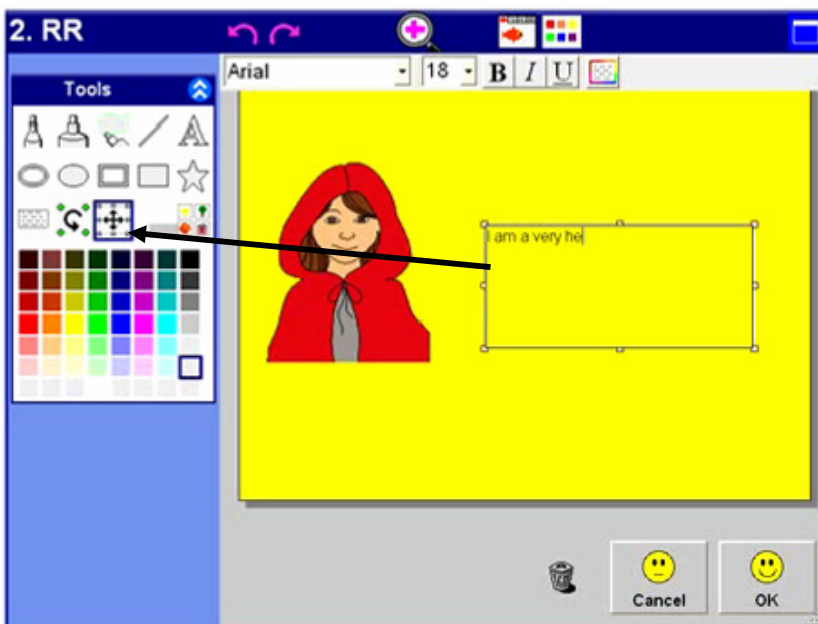 2. RR
Arial 18 B I U
Tools
A
I am a very he
Cancel OK